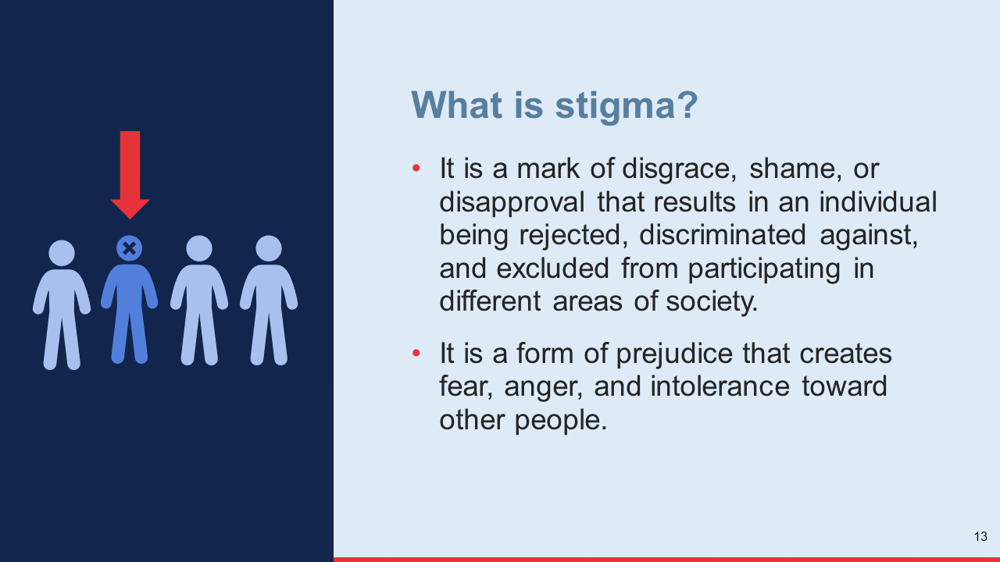 What is stigma?
• It is a mark of disgrace, shame, or
disapproval that results in an individual
being rejected, discriminated against,
and excluded from participating in
different areas of society.
• It is a form of prejudice that creates
fear, anger, and intolerance toward
other people.
13